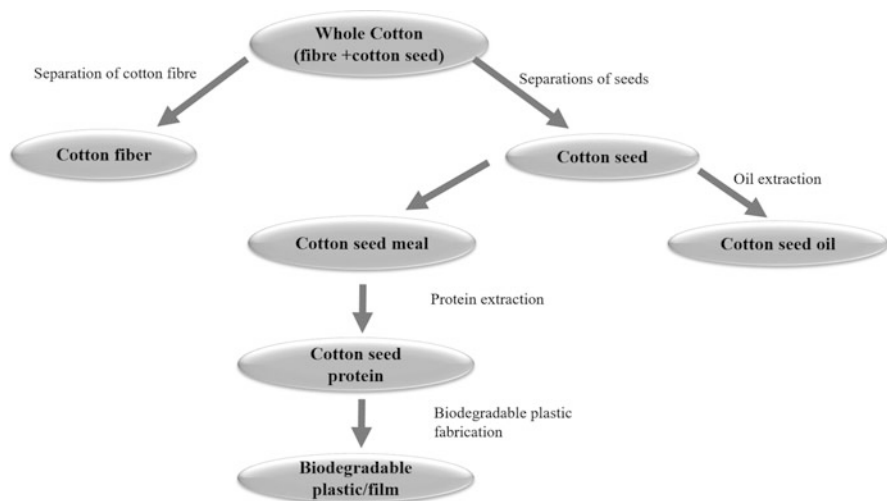 Whole Cotton
(fibre +cotton seed)
Separation of cotton fibre
Separations of seeds
Cotton fiber
Cotton seed
Oil extraction
Cotton seed meal
Cotton seed oil
Protein extraction
Cotton seed
protein
Biodegradable plastic
fabrication
Biodegradable
plastic/film